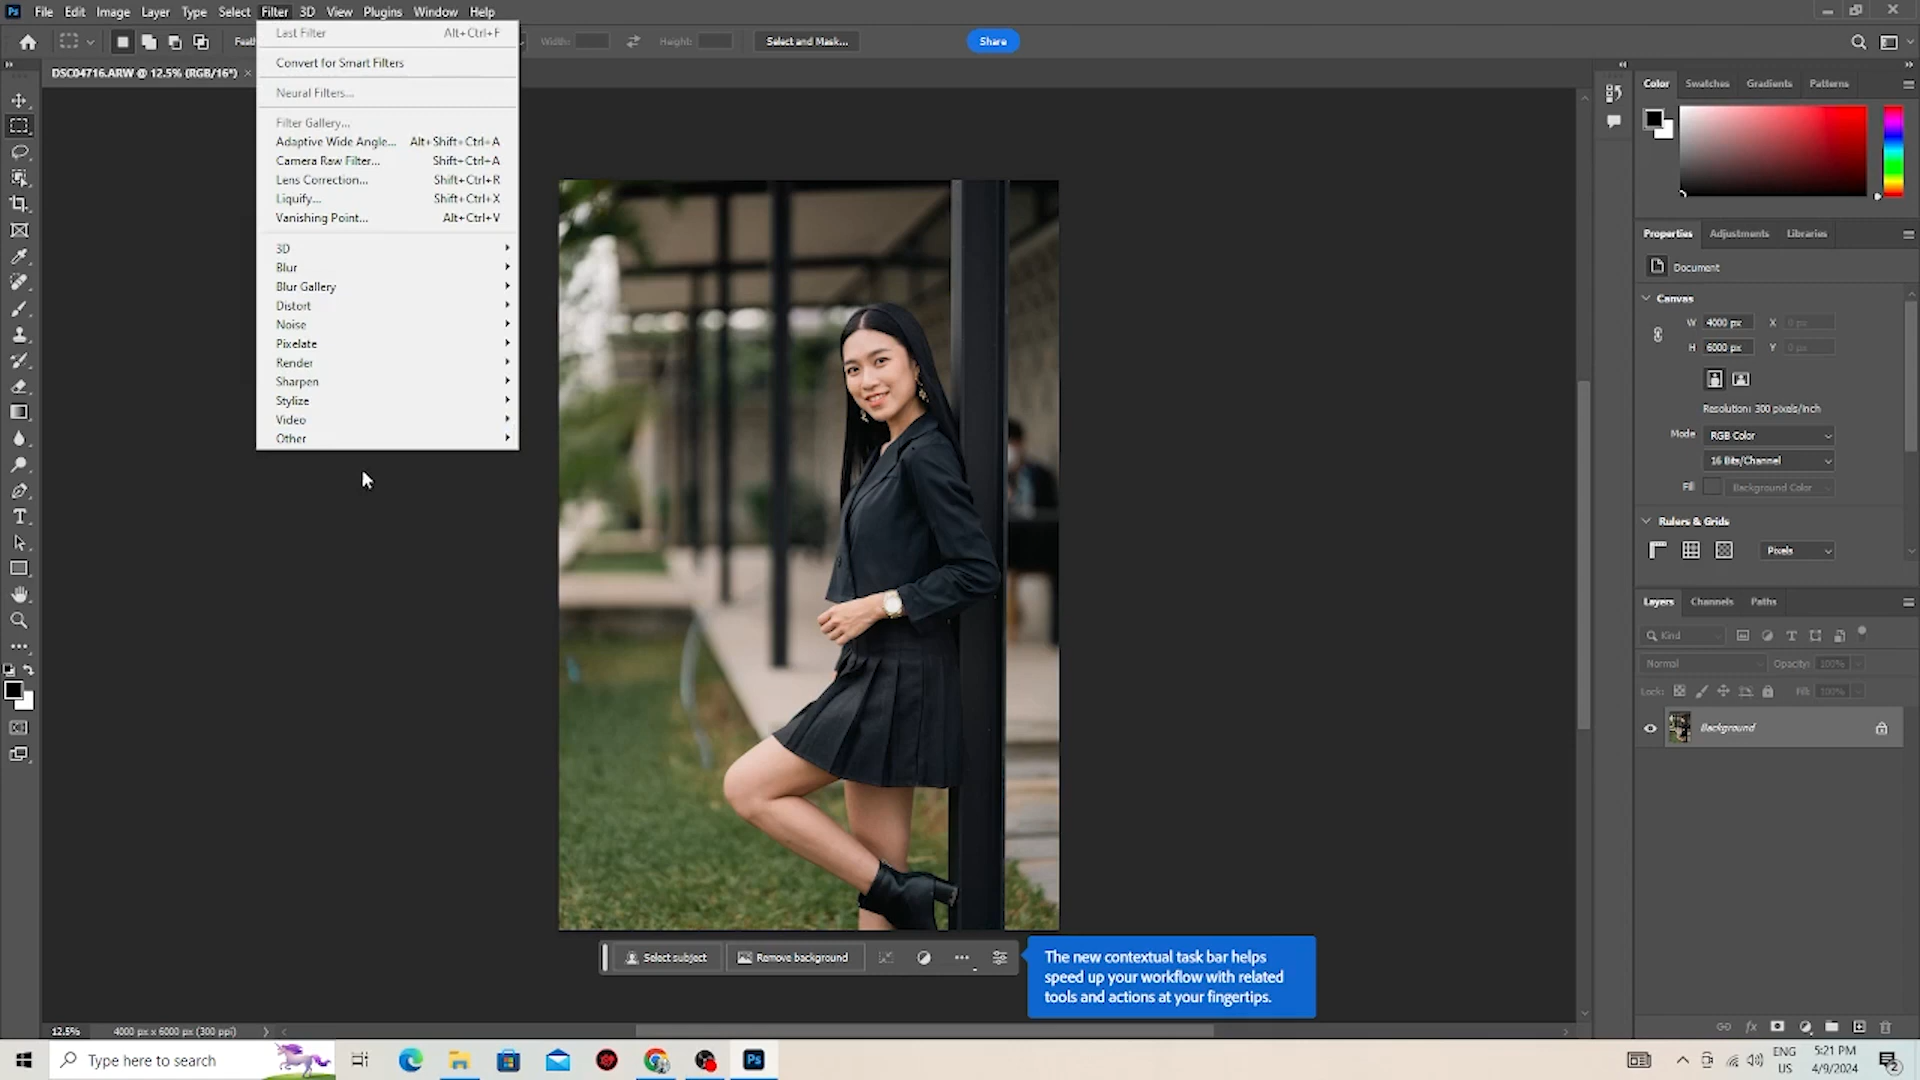 Ps File Edit Image Layer Type Select Filter 3D View Plugins Window Help
Feath Width: Height: Select and Mask... Share
DSC04716.ARW @ 12.5% (RGB/16*) ×
Last Filter Alt+Ctrl+F
Convert for Smart Filters
Neural Filters...
Filter Gallery...
Adaptive Wide Angle... Alt+Shift+Ctrl+A
Camera Raw Filter... Shift+Ctrl+A
Lens Correction... Shift+Ctrl+R
Liquify... Shift+Ctrl+X
Vanishing Point... Alt+Ctrl+V
3D
Blur
Blur Gallery
Distort
Noise
Pixelate
Render
Sharpen
Stylize
Video
Other
Select subject Remove background
The new contextual task bar helps
speed up your workflow with related
tools and actions at your fingertips.
12.5% 4000 px x 6000 px (300 ppi)
Color Swatches Gradients Patterns
Properties Adjustments Libraries
Document
Canvas
W 4000 px X 0 px
H 6000 px Y 0 px
Resolution: 300 pixels/inch
Mode RGB Color
16 Bits/Channel
Fill Background Color
Rulers & Grids
Pixels
Layers Channels Paths
Kind
Normal Opacity: 100%
Lock: Fill: 100%
Background
Type here to search
Ps
ENG
US
5:21 PM
4/9/2024
2